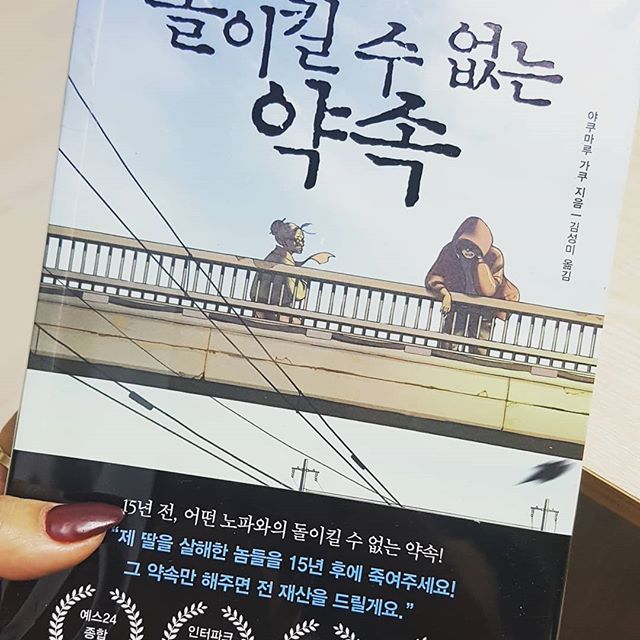 돌이킬 수 없는
약속
야쿠마루 가쿠 지음 | 김성미 옮김
15년 전, 어떤 노파와의 돌이킬 수 없는 약속!
“제 딸을 살해한 놈들을 15년 후에 죽여주세요!
그 약속만 해주면 전 재산을 드릴게요.”
예스24
종합
인터파크